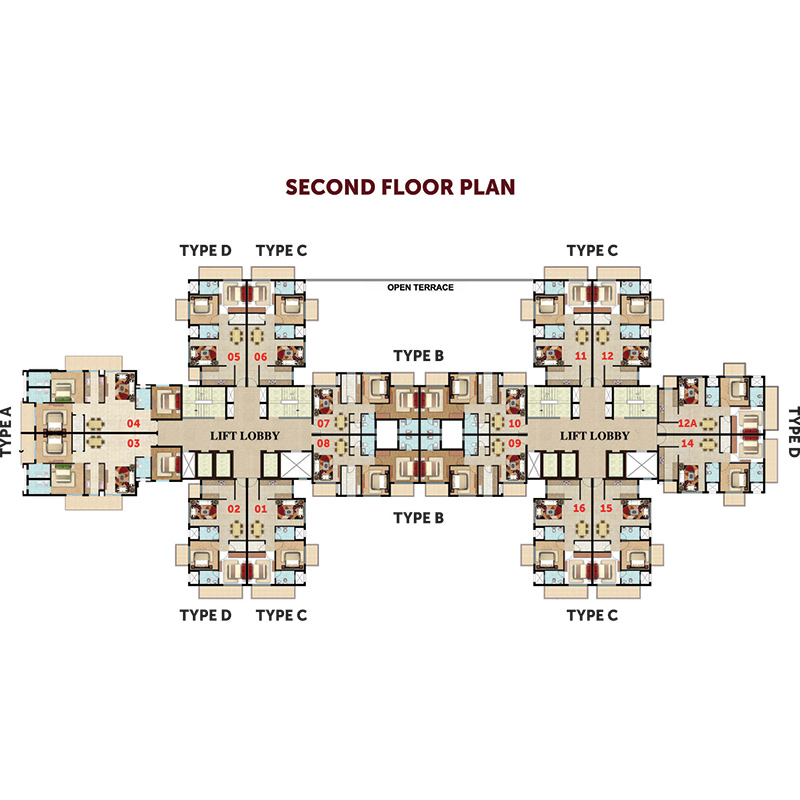 SECOND FLOOR PLAN
TYPE D TYPE C TYPE C
OPEN TERRACE
05 06 11 12
TYPE B
TYPE A
04 07 10 12A
LIFT LOBBY LIFT LOBBY
03 08 09 14
TYPE D
02 01 16 15
TYPE B
TYPE D TYPE C TYPE C